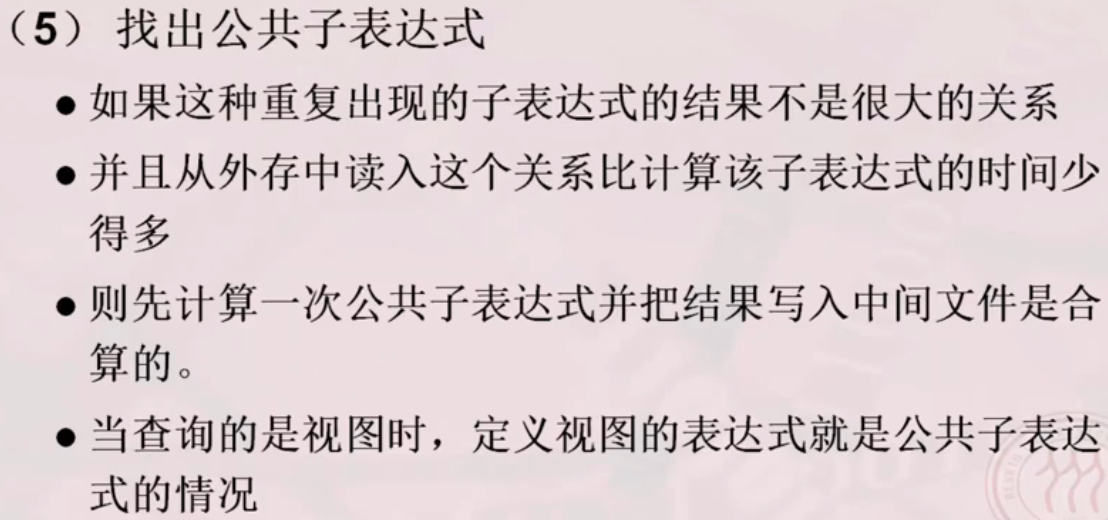 （5） 找出公共子表达式
● 如果这种重复出现的子表达式的结果不是很大的关系
● 并且从外存中读入这个关系比计算该子表达式的时间少
得多
● 则先计算一次公共子表达式并把结果写入中间文件是合
算的。
● 当查询的是视图时，定义视图的表达式就是公共子表达
式的情况